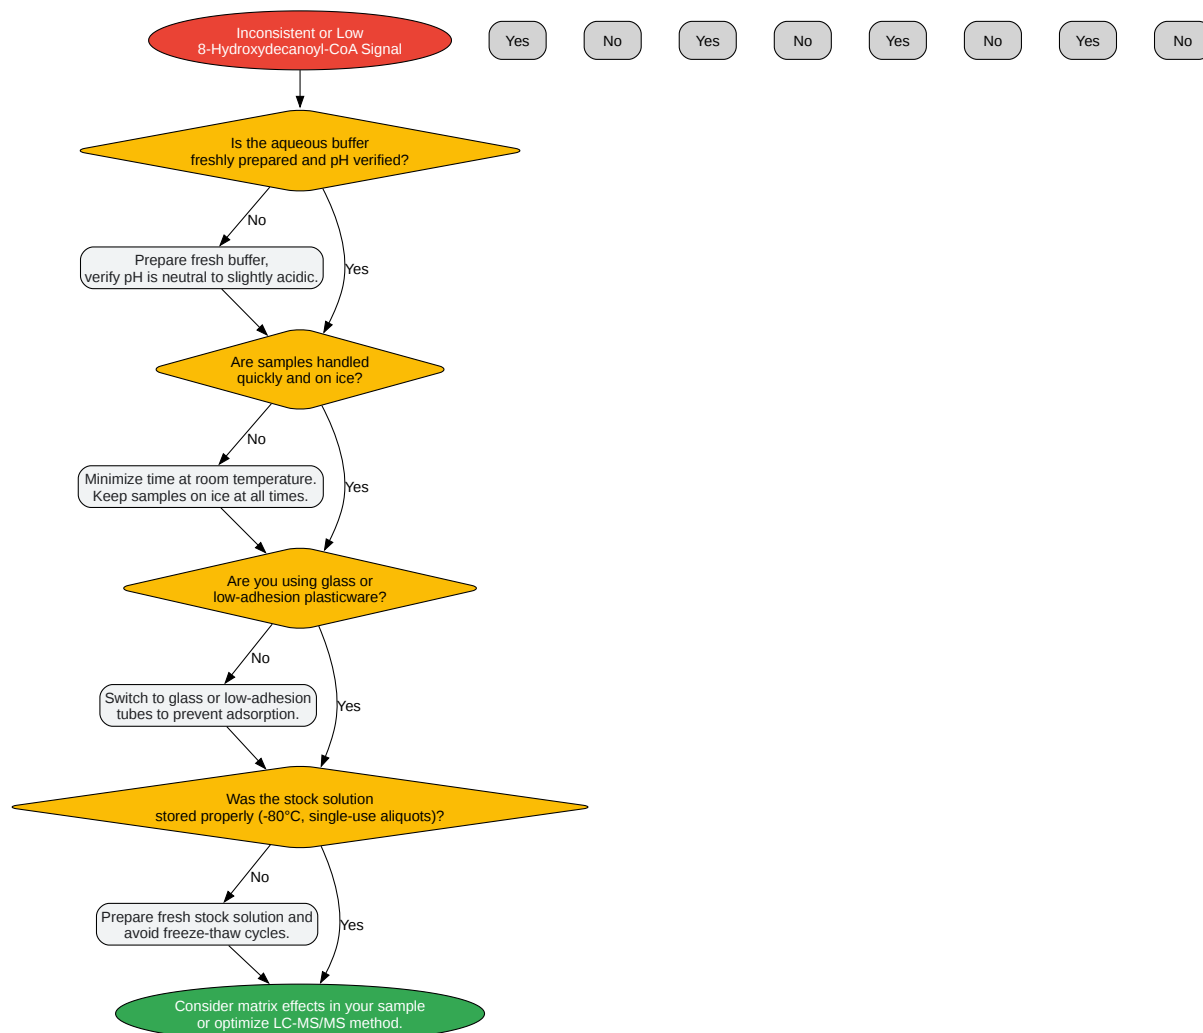 Inconsistent or Low
8-Hydroxydecanoyl-CoA Signal
Yes
No
Yes
No
Yes
No
Yes
No
Is the aqueous buffer
freshly prepared and pH verified?
No
Prepare fresh buffer,
verify pH is neutral to slightly acidic.
Yes
Are samples handled
quickly and on ice?
No
Minimize time at room temperature.
Keep samples on ice at all times.
Yes
Are you using glass or
low-adhesion plasticware?
No
Switch to glass or low-adhesion
tubes to prevent adsorption.
Yes
Was the stock solution
stored properly (-80°C, single-use aliquots)?
No
Prepare fresh stock solution and
avoid freeze-thaw cycles.
Yes
Consider matrix effects in your sample
or optimize LC-MS/MS method.